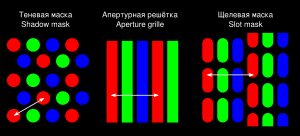 Теневая маска
Shadow mask
Апертурная решётка
Aperture grille
Щелевая маска
Slot mask